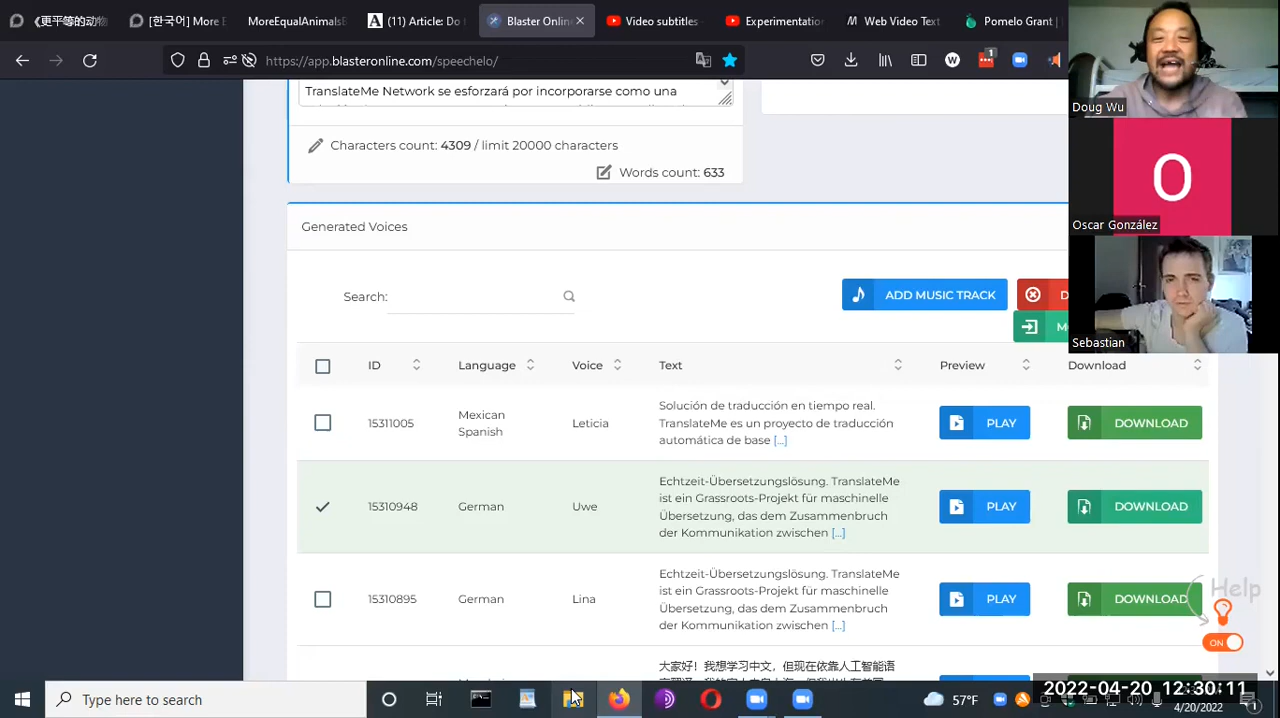 《更平等的动物
[한국어] More E
MoreEqualAnimalsB
(11) Article: Do
Blaster Onlin
Video subtitles
Experimentatio
Web Video Text
Pomelo Grant |
https://app.blasteronline.com/speechelo/
W
1
TranslateMe Network se esforzará por incorporarse como una
Characters count: 4309 / limit 20000 characters
Words count: 633
Doug Wu
O
Oscar González
Sebastian
Generated Voices
Search:
ADD MUSIC TRACK
D
M
ID
Language
Voice
Text
Preview
Download
15311005
Mexican
Spanish
Leticia
Solución de traducción en tiempo real.
TranslateMe es un proyecto de traducción
automática de base [...]
PLAY
DOWNLOAD
15310948
German
Uwe
Echtzeit-Übersetzungslösung. TranslateMe
ist ein Grassroots-Projekt für maschinelle
Übersetzung, das dem Zusammenbruch
der Kommunikation zwischen [...]
PLAY
DOWNLOAD
15310895
German
Lina
Echtzeit-Übersetzungslösung. TranslateMe
ist ein Grassroots-Projekt für maschinelle
Übersetzung, das dem Zusammenbruch
der Kommunikation zwischen [...]
PLAY
DOWNLOAD
Help
ON
大家好！我想学习中文，但现在依靠人工智能语
Type here to search
57°F
2022-04-20 12:30:11
4/20/2022
1